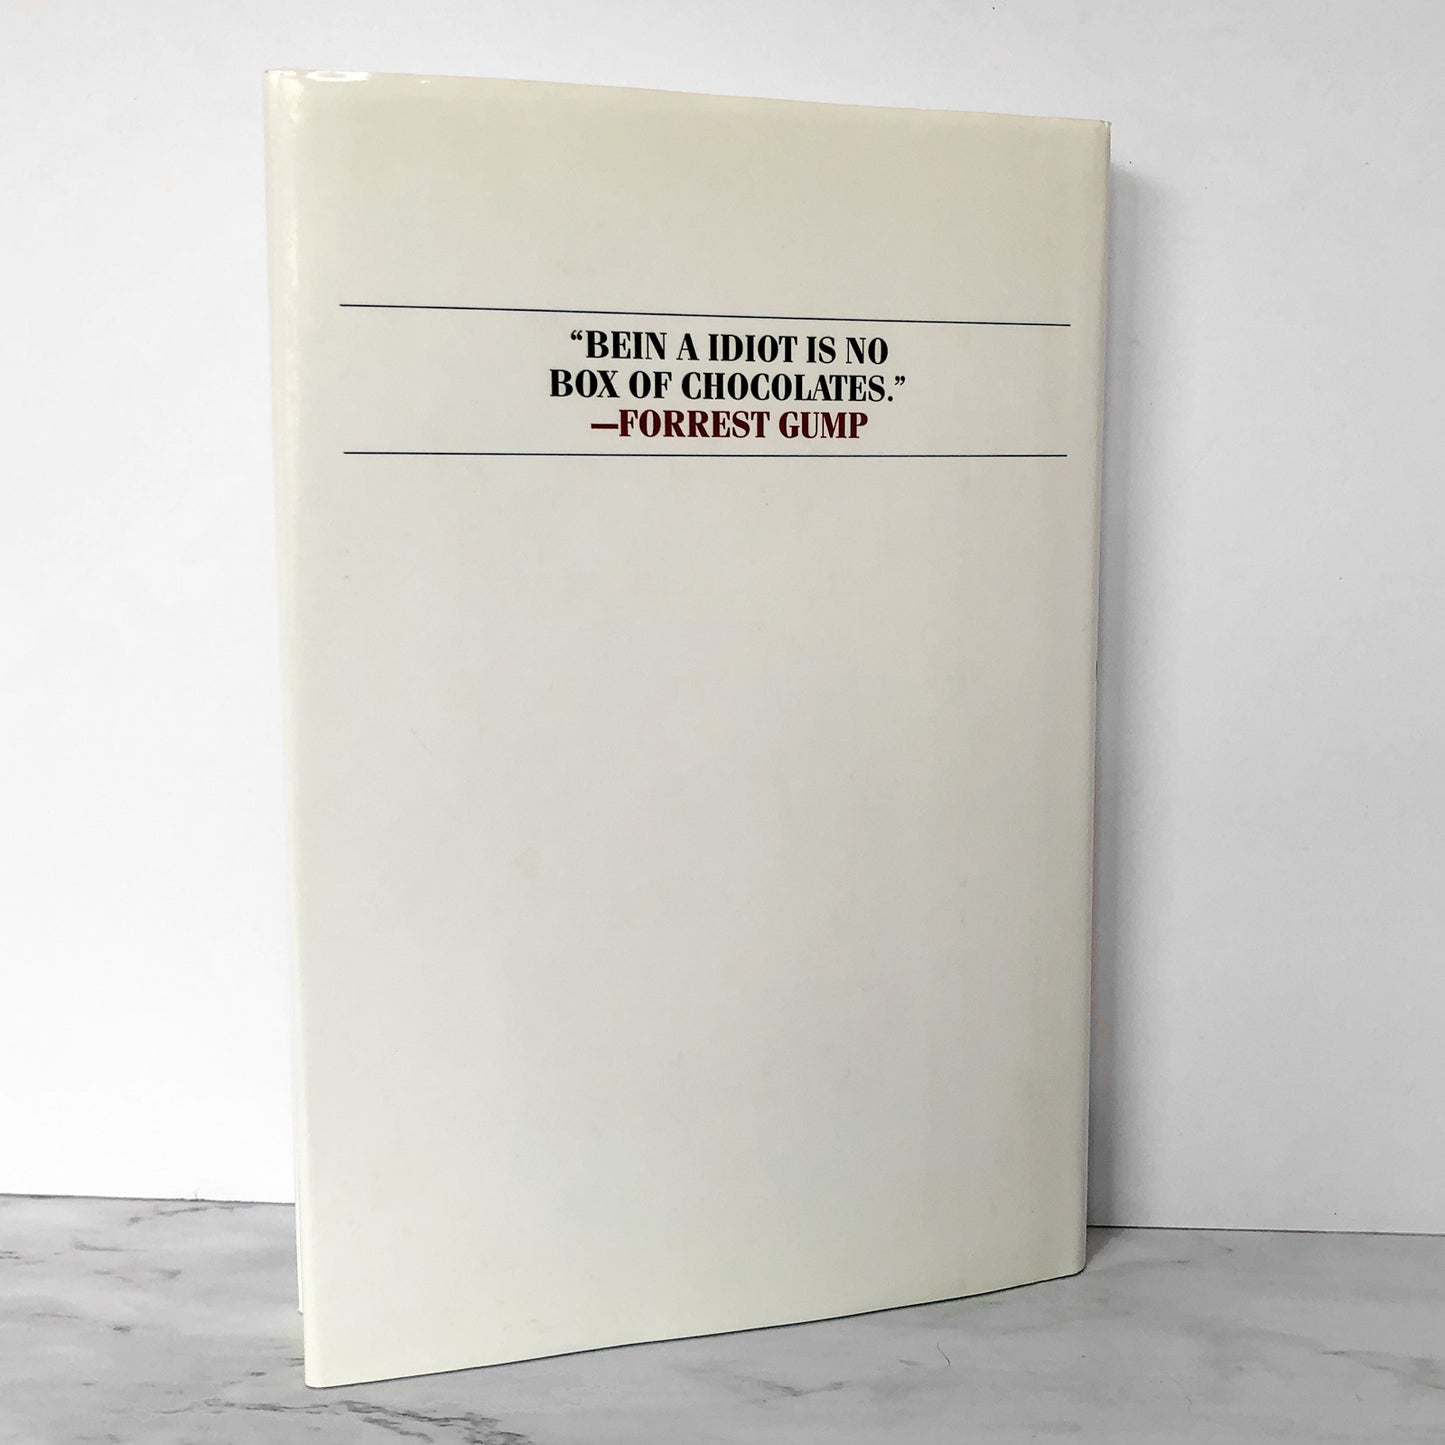 “BEIN A IDIOT IS NO
BOX OF CHOCOLATES.”
—FORREST GUMP